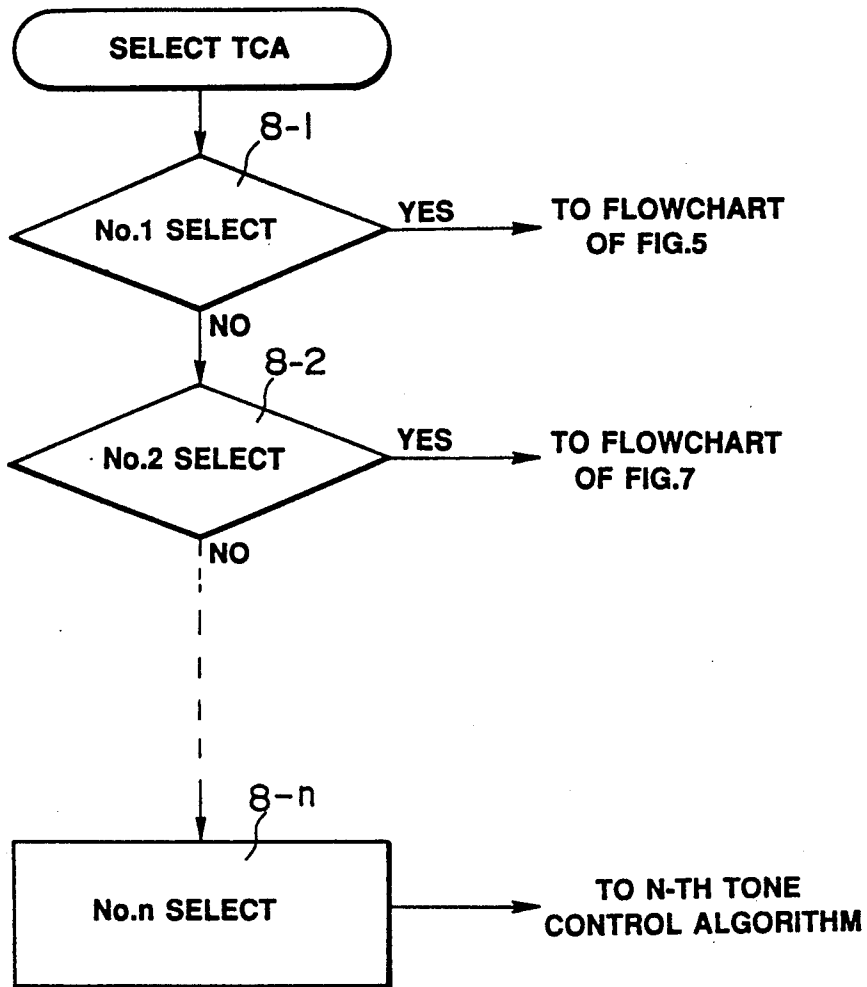 SELECT TCA
8-1
No.1 SELECT
YES
TO FLOWCHART
OF FIG.5
NO
8-2
No.2 SELECT
YES
TO FLOWCHART
OF FIG.7
NO
8-n
No.n SELECT
TO N-TH TONE
CONTROL ALGORITHM